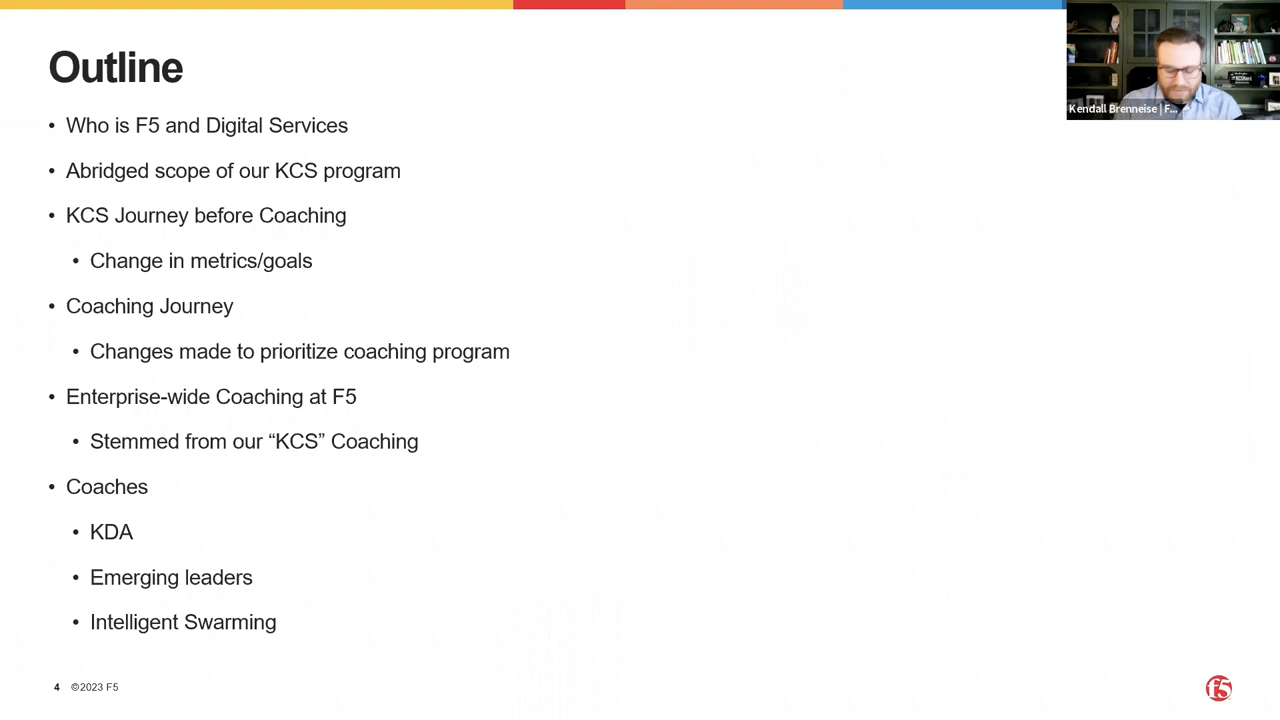 Outline
• Who is F5 and Digital Services
• Abridged scope of our KCS program
• KCS Journey before Coaching
• Change in metrics/goals
• Coaching Journey
• Changes made to prioritize coaching program
• Enterprise-wide Coaching at F5
• Stemmed from our “KCS” Coaching
• Coaches
• KDA
• Emerging leaders
• Intelligent Swarming
Kendall Brenneise | F...
4 ©2023 F5
f5